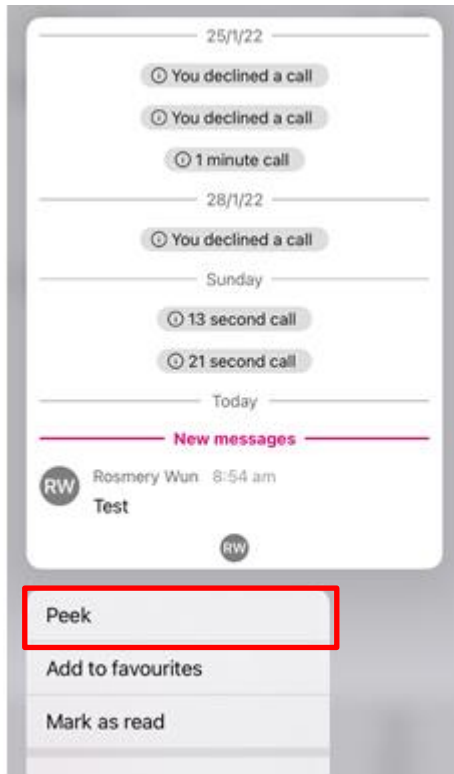 25/1/22
You declined a call
You declined a call
1 minute call
28/1/22
You declined a call
Sunday
13 second call
21 second call
Today
New messages
RW Rosmery Wun 8:54 am
Test
RW
Peek
Add to favourites
Mark as read